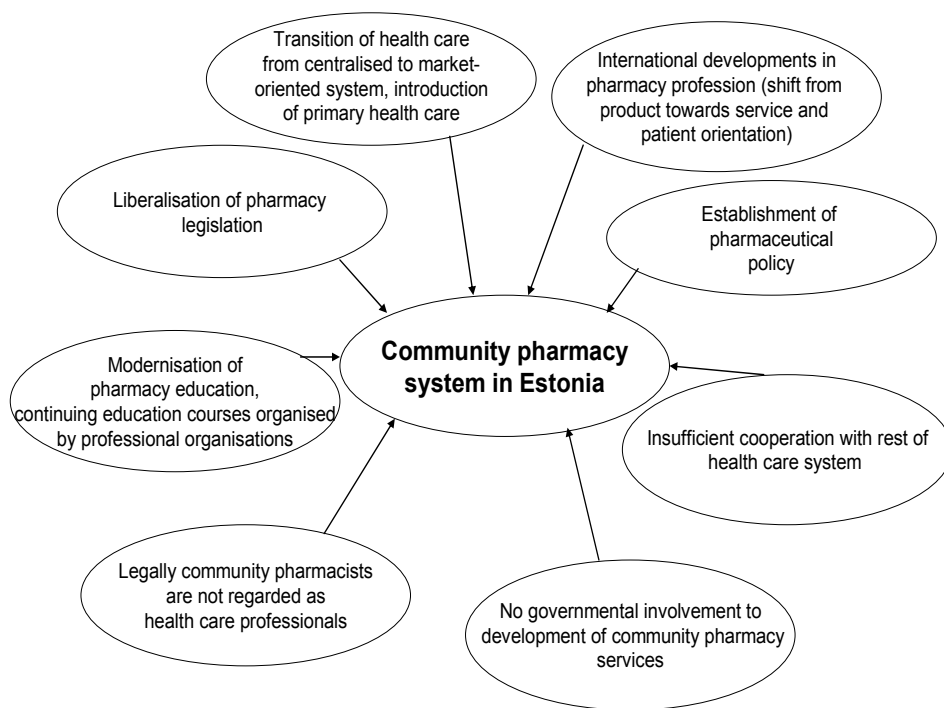 Transition of health care
from centralised to market-
oriented system, introduction
of primary health care
International developments in
pharmacy profession (shift from
product towards service and
patient orientation)
Liberalisation of pharmacy
legislation
Establishment of
pharmaceutical
policy
Community pharmacy
system in Estonia
Modernisation of
pharmacy education,
continuing education courses organised
by professional organisations
Insufficient cooperation with rest of
health care system
Legally community pharmacists
are not regarded as
health care professionals
No governmental involvement to
development of community pharmacy
services